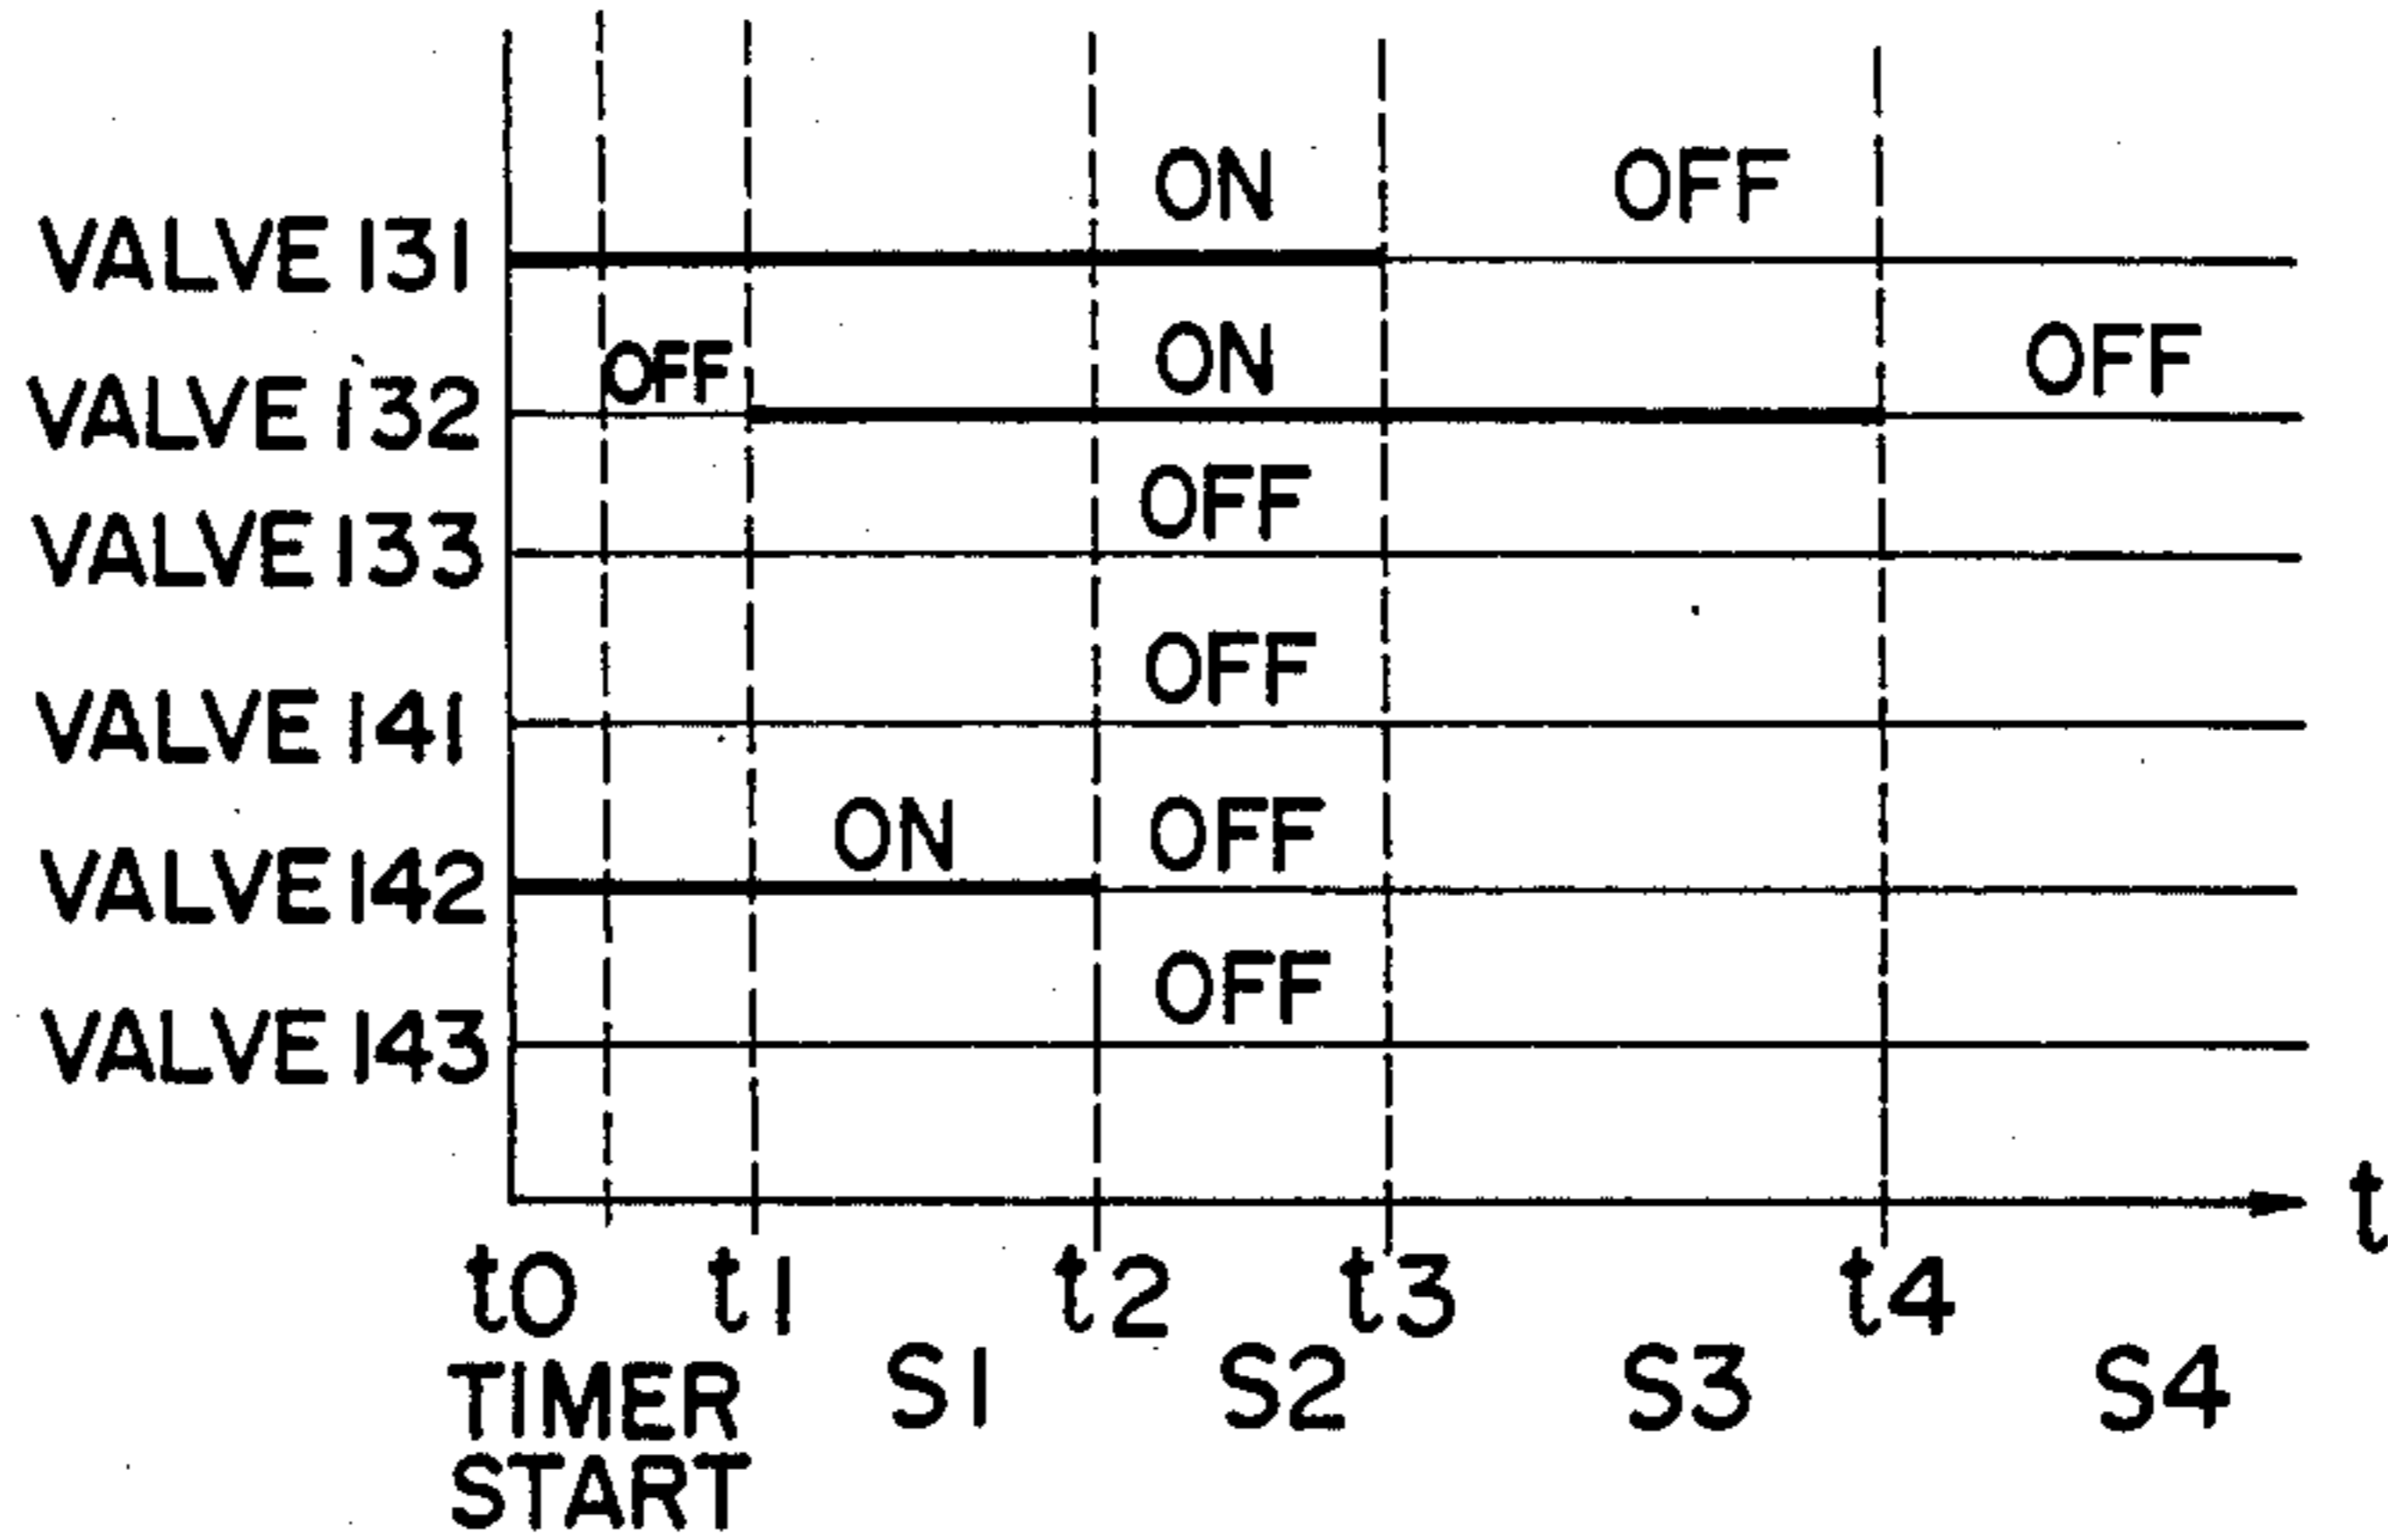 ON OFF
VALVE 131
OFF ON OFF
VALVE 132
OFF
VALVE 133
OFF
VALVE 141
ON OFF
VALVE 142
OFF
VALVE 143
t
t0 t1 t2 t3 t4
TIMER S1 S2 S3 S4
START